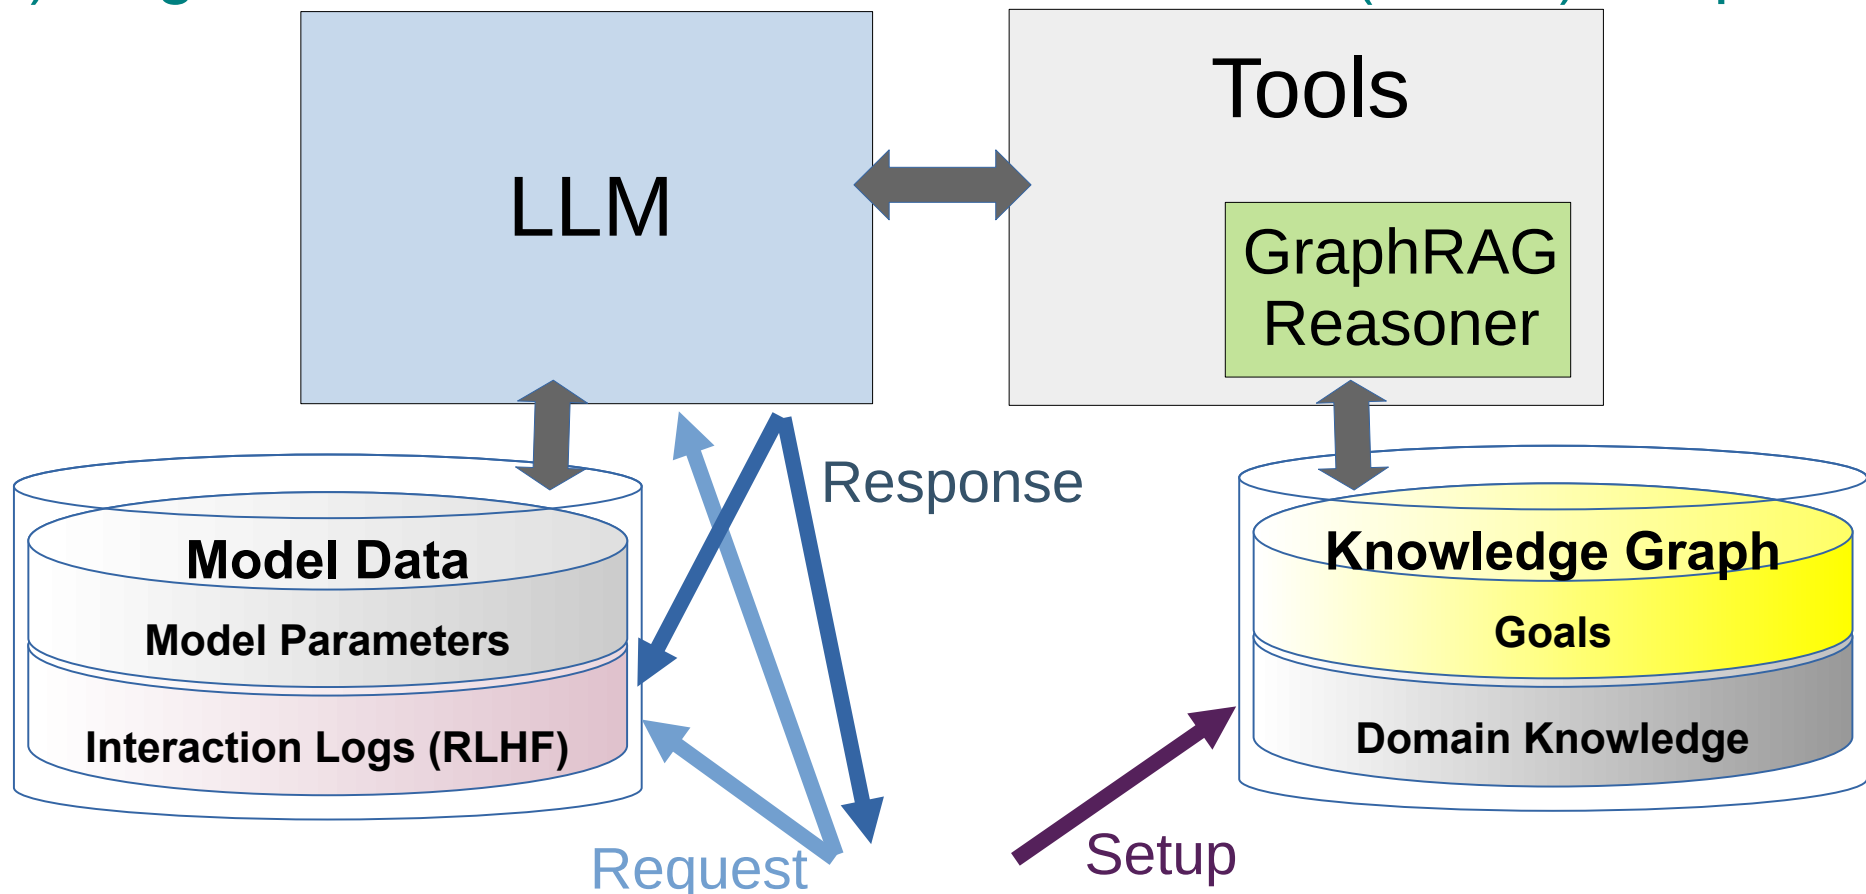 LLM
Tools
GraphRAG
Reasoner
Response
Model Data
Model Parameters
Interaction Logs (RLHF)
Knowledge Graph
Goals
Domain Knowledge
Request
Setup